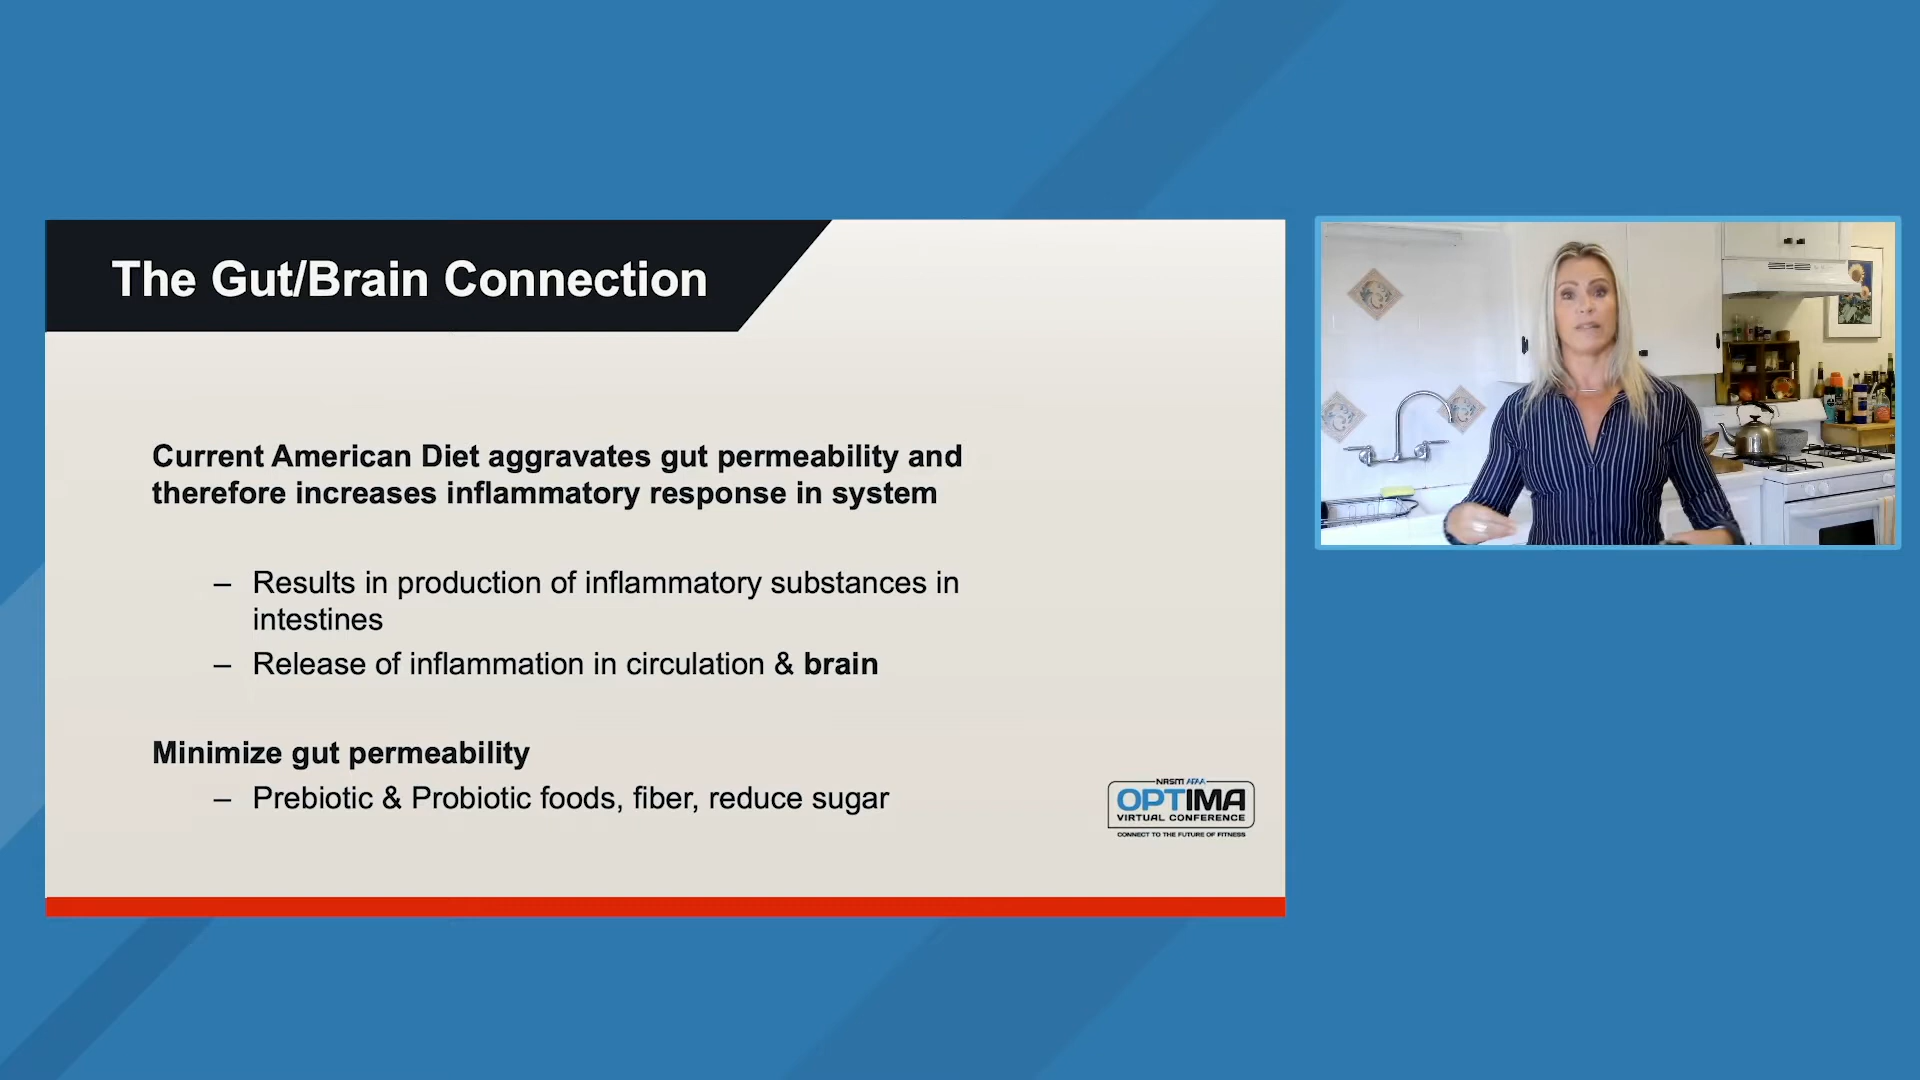 The Gut/Brain Connection
Current American Diet aggravates gut permeability and
therefore increases inflammatory response in system
– Results in production of inflammatory substances in
intestines
– Release of inflammation in circulation & brain
Minimize gut permeability
– Prebiotic & Probiotic foods, fiber, reduce sugar
NASM AFAA
OPTIMA
VIRTUAL CONFERENCE
CONNECT TO THE FUTURE OF FITNESS